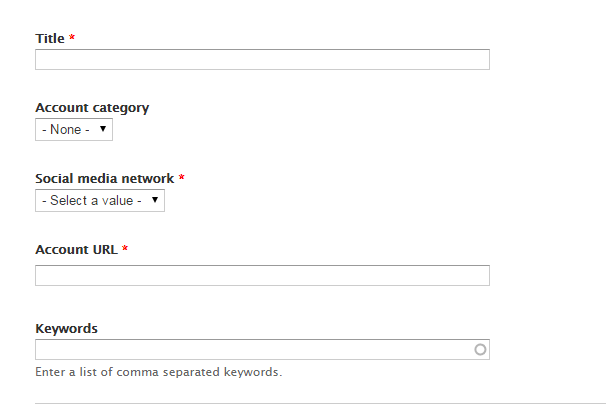 Title *
Account category
- None -
Social media network *
- Select a value -
Account URL *
Keywords
Enter a list of comma separated keywords.